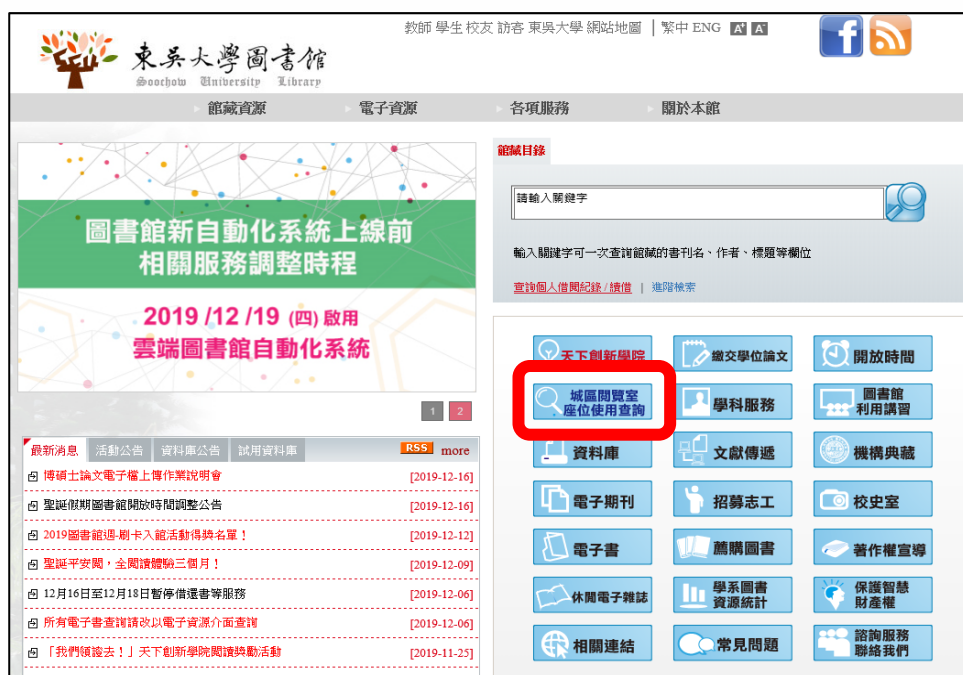 教師 學生 校友 訪客 東吳大學 網站地圖 | 繁中 ENG A A
東吳大學圖書館
Soochow University Library
館藏資源 電子資源 各項服務 關於本館
圖書館新自動化系統上線前
相關服務調整時程
2019 /12 /19 (四) 啟用
雲端圖書館自動化系統
1 2
館藏目錄
請輸入關鍵字
輸入關鍵字可一次查詢館藏的書刊名、作者、標題等欄位
查詢個人借閱紀錄/續借 | 進階檢索
天下創新學院 繳交學位論文 開放時間
城區閱覽室
座位使用查詢
學科服務
圖書館
利用講習
資料庫 文獻傳遞 機構典藏
電子期刊 招募志工 校史室
電子書 薦購圖書 著作權宣導
休閒電子雜誌
學系圖書
資源統計
保護智慧
財產權
相關連結 常見問題
諮詢服務
聯絡我們
最新消息 活動公告 資料庫公告 試用資料庫 RSS more
博碩士論文電子檔上傳作業說明會 [2019-12-16]
聖誕假期圖書館開放時間調整公告 [2019-12-16]
2019圖書館週-刷卡入館活動得獎名單！ [2019-12-12]
聖誕平安閱，全閱讀體驗三個月！ [2019-12-09]
12月16日至12月18日暫停借還書等服務 [2019-12-06]
所有電子書查詢請改以電子資源介面查詢 [2019-12-06]
「我們領證去！」天下創新學院閱讀獎勵活動 [2019-11-25]